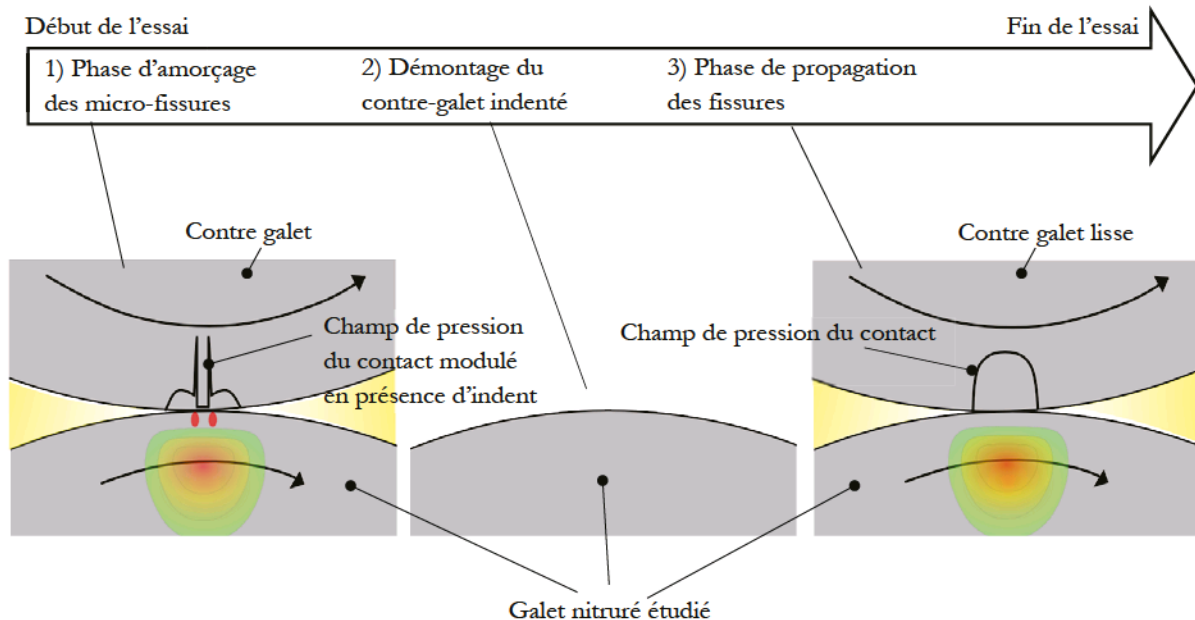 Début de l'essai
Fin de l'essai
1) Phase d'amorçage
des micro-fissures
2) Démontage du
contre-galet indenté
3) Phase de propagation
des fissures
Contre galet
Contre galet lisse
Champ de pression
du contact modulé
en présence d'indent
Champ de pression du contact
Galet nitruré étudié